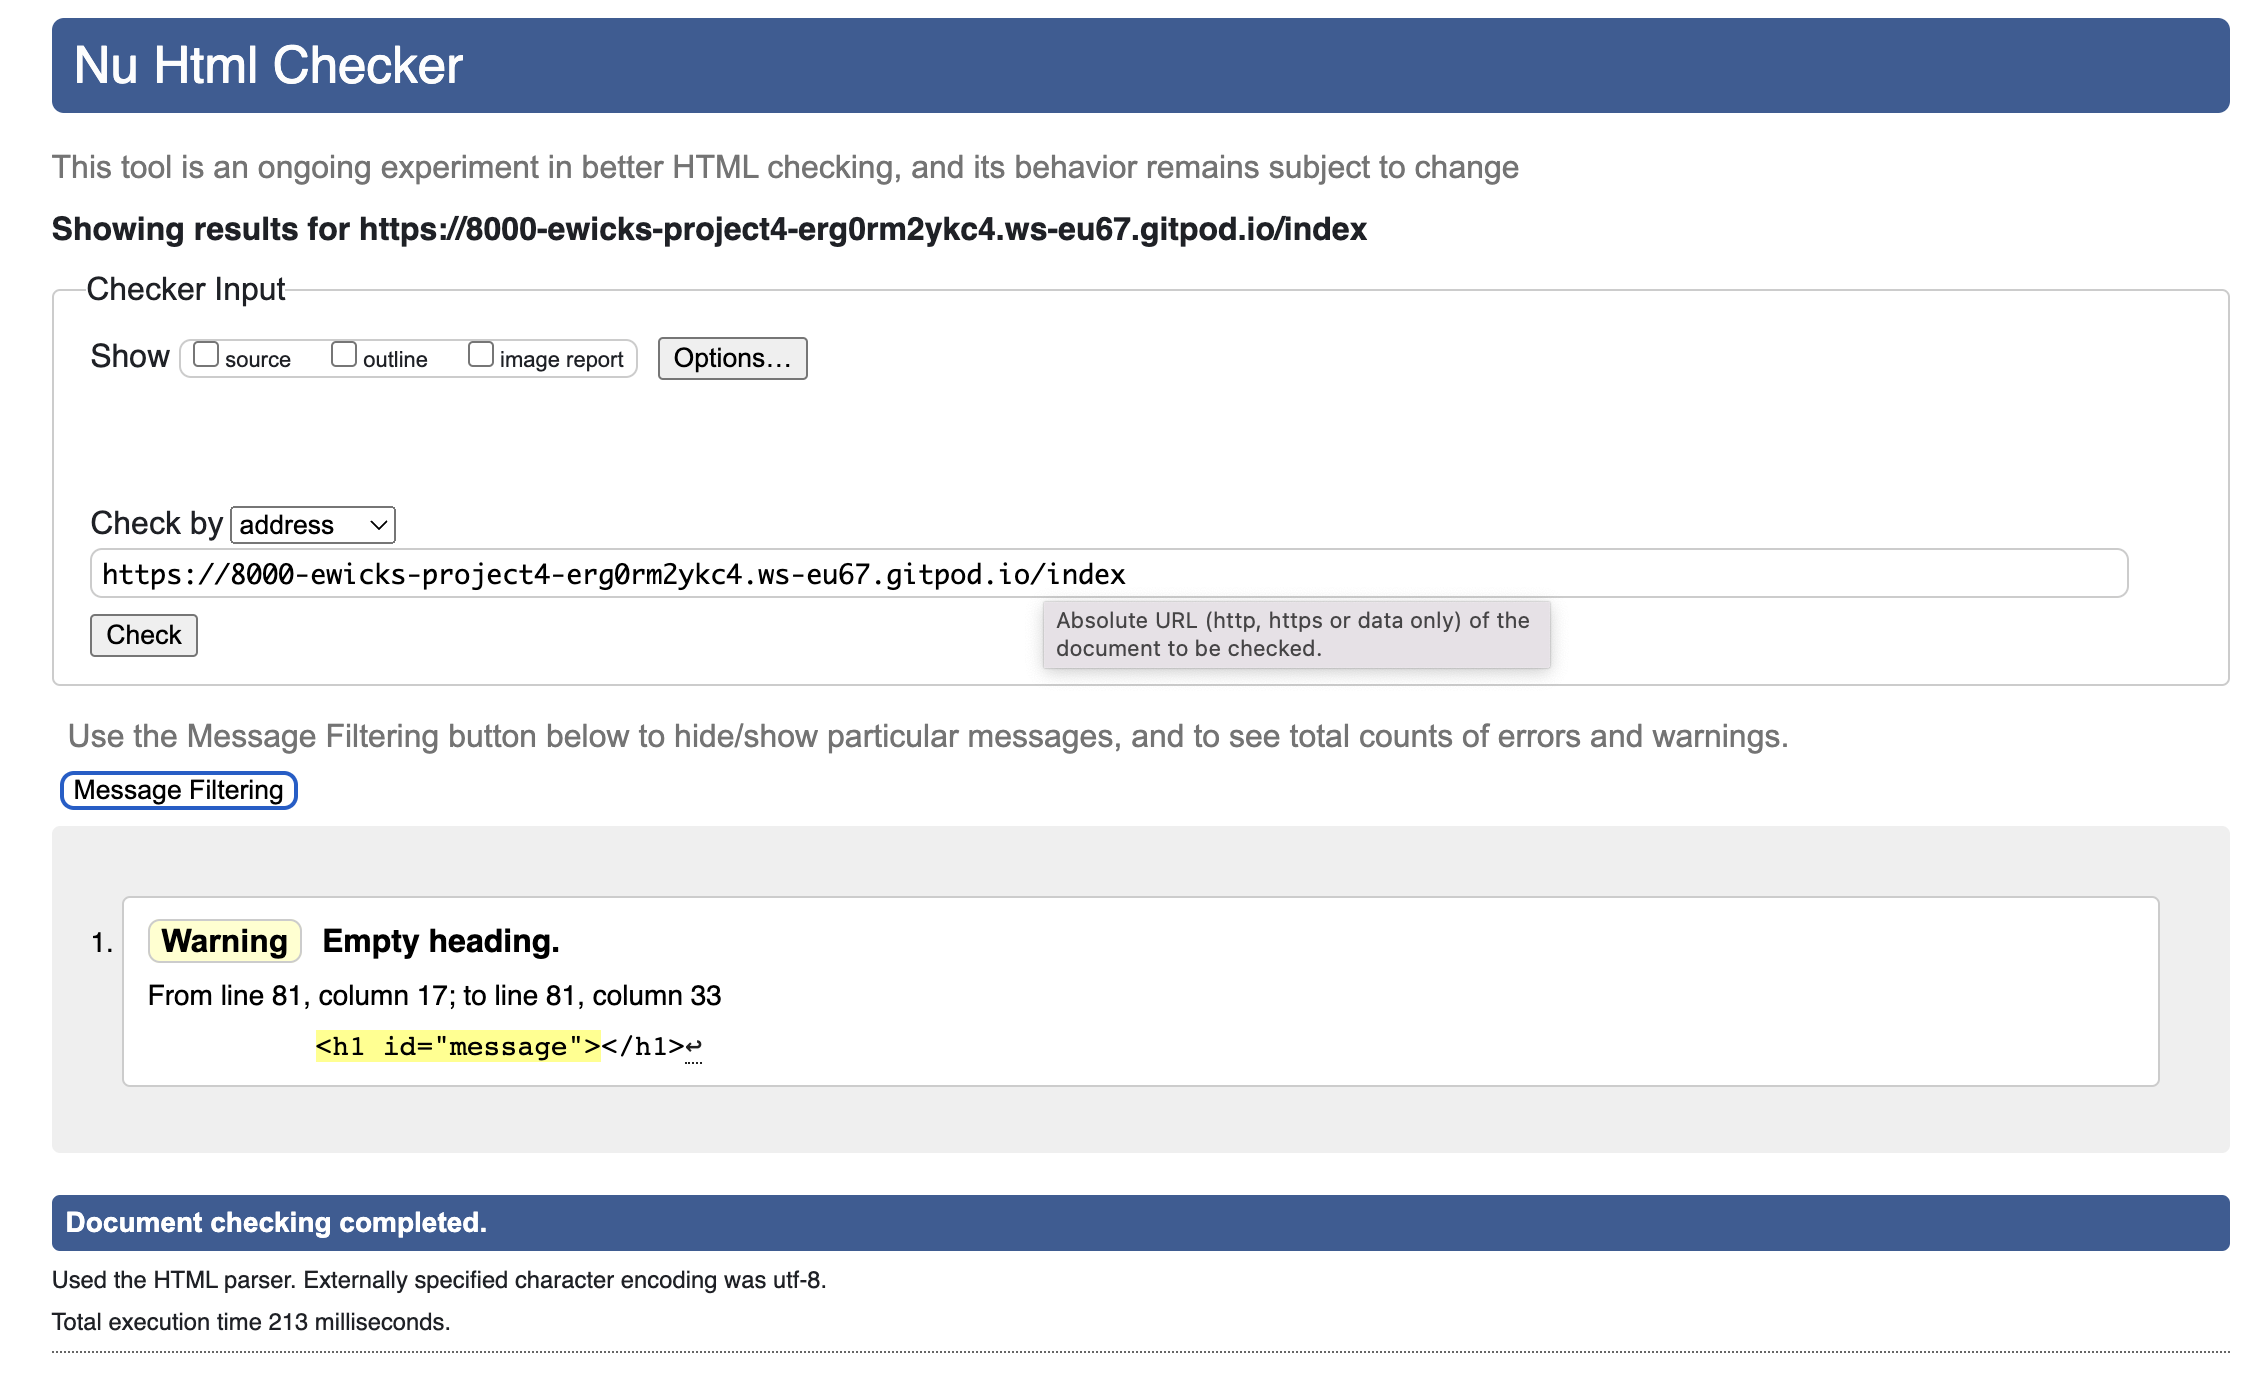 Nu Html Checker
This tool is an ongoing experiment in better HTML checking, and its behavior remains subject to change
Showing results for https://8000-ewicks-project4-erg0rm2ykc4.ws-eu67.gitpod.io/index
Checker Input
Show source outline image report Options...
Check by address
https://8000-ewicks-project4-erg0rm2ykc4.ws-eu67.gitpod.io/index
Check
Absolute URL (http, https or data only) of the
document to be checked.
Use the Message Filtering button below to hide/show particular messages, and to see total counts of errors and warnings.
Message Filtering
1. Warning Empty heading.
From line 81, column 17; to line 81, column 33
<h1 id="message"></h1>↩
Document checking completed.
Used the HTML parser. Externally specified character encoding was utf-8.
Total execution time 213 milliseconds.